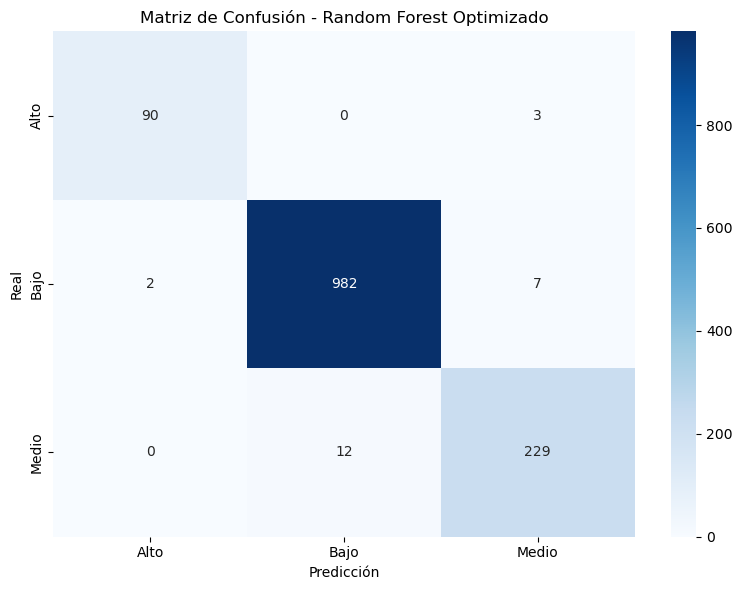 Matriz de Confusión - Random Forest Optimizado
Real
Alto
90 0 3
Bajo
2 982 7
Medio
0 12 229
Alto Bajo Medio
Predicción
800
600
400
200
0